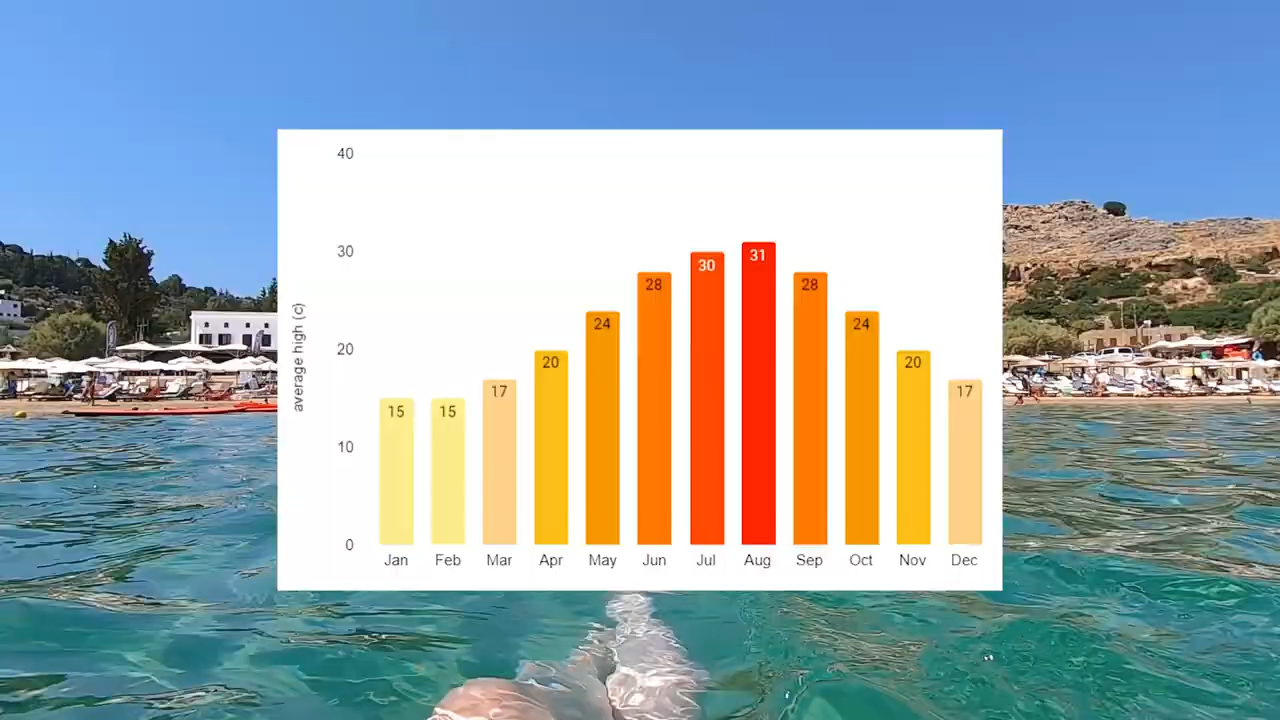 40
30
20
10
0
average high (c)
15
15
17
20
24
28
30
31
28
24
20
17
Jan
Feb
Mar
Apr
May
Jun
Jul
Aug
Sep
Oct
Nov
Dec